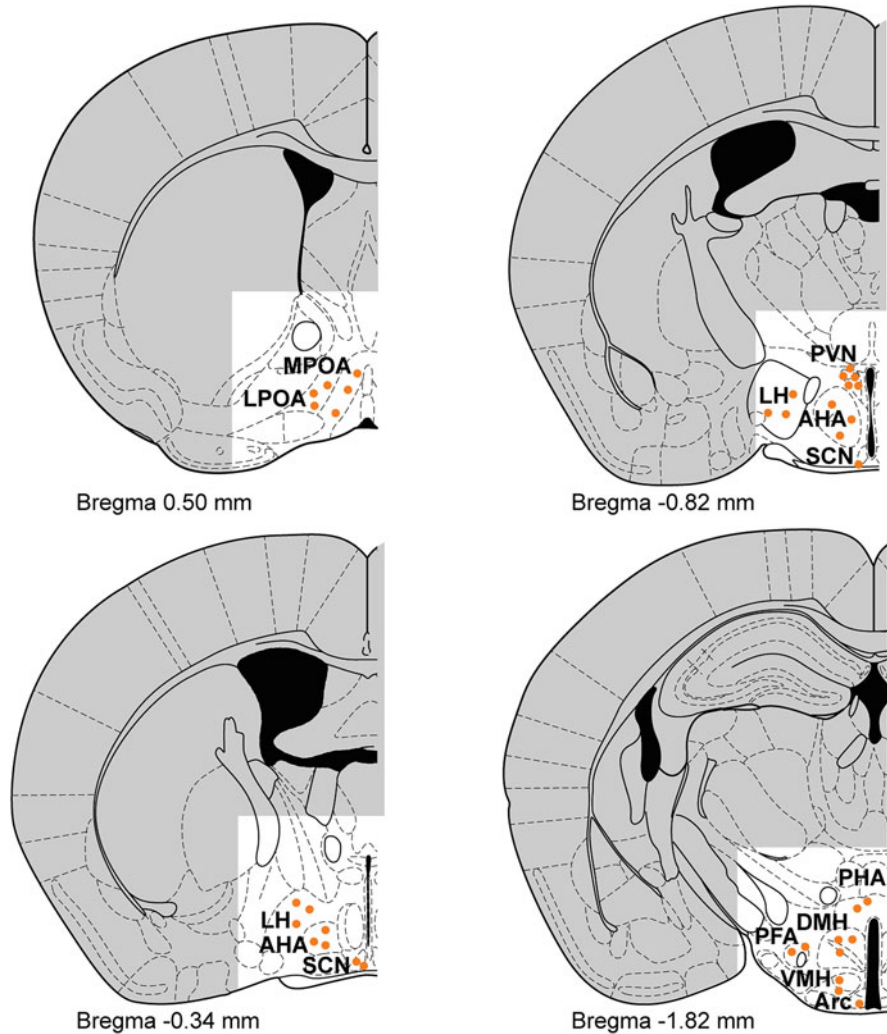 MPOA
LPOA
Bregma 0.50 mm
PVN
LH
AHA
SCN
Bregma -0.82 mm
LH
AHA
SCN
Bregma -0.34 mm
PHA
DMH
PFA
VMH
Arc
Bregma -1.82 mm